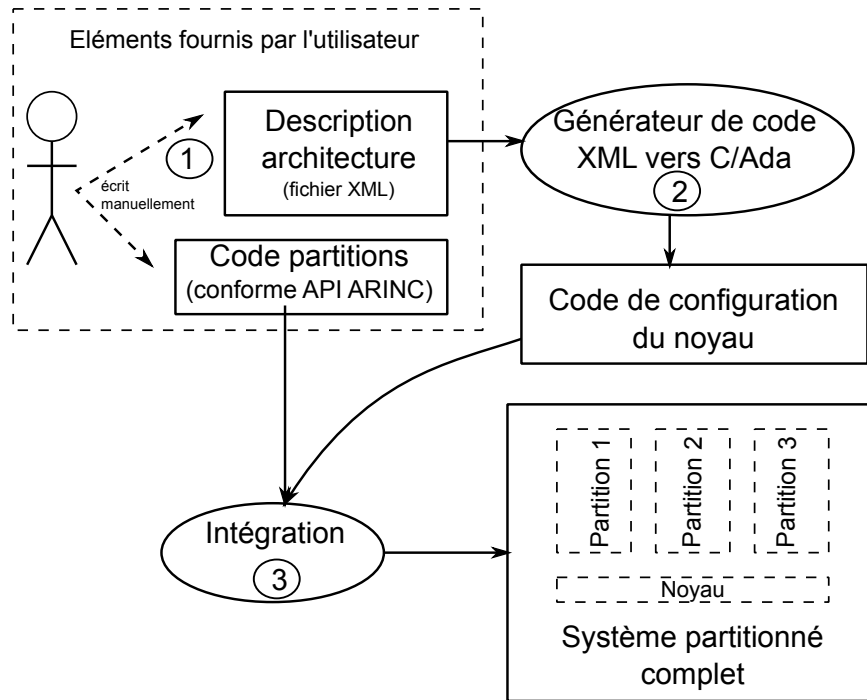 Eléments fournis par l'utilisateur
Description
architecture
(fichier XML)
1
écrit
manuellement
Générateur de code
XML vers C/Ada
2
Code partitions
(conforme API ARINC)
Code de configuration
du noyau
Partition 1
Partition 2
Partition 3
Intégration
3
Noyau
Système partitionné
complet